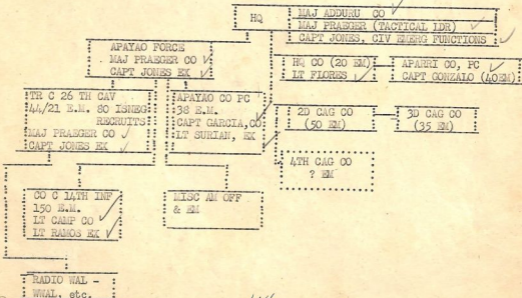 HQ
MAJ ADDURU CO
MAJ PRAEGER (TACTICAL LDR)
CAPT JONES, CIV EMERG FUNCTIONS
APAYAO FORCE
MAJ PRAEGER CO
CAPT JONES EX
HQ CO (20 EM)
LT FLORES
APARRI CO, PC
CAPT GONZALO (40EM)
TR C 26 TH CAV
44/21 E.M. 80 ISNEG
RECRUITS
MAJ PRAEGER CO
CAPT JONES EX
APAYAO CO PC
38 E.M.
CAPT GARCIA,CO
LT SURIAN, EX
2D CAG CO
(50 EM)
3D CAG CO
(35 EM)
4TH CAG CO
? EM
CO C 14TH INF
150 E.M.
LT CAMP CO
LT RAMOS EX
MISC AM OFF
& EM
RADIO WAL -
WWAL, etc.